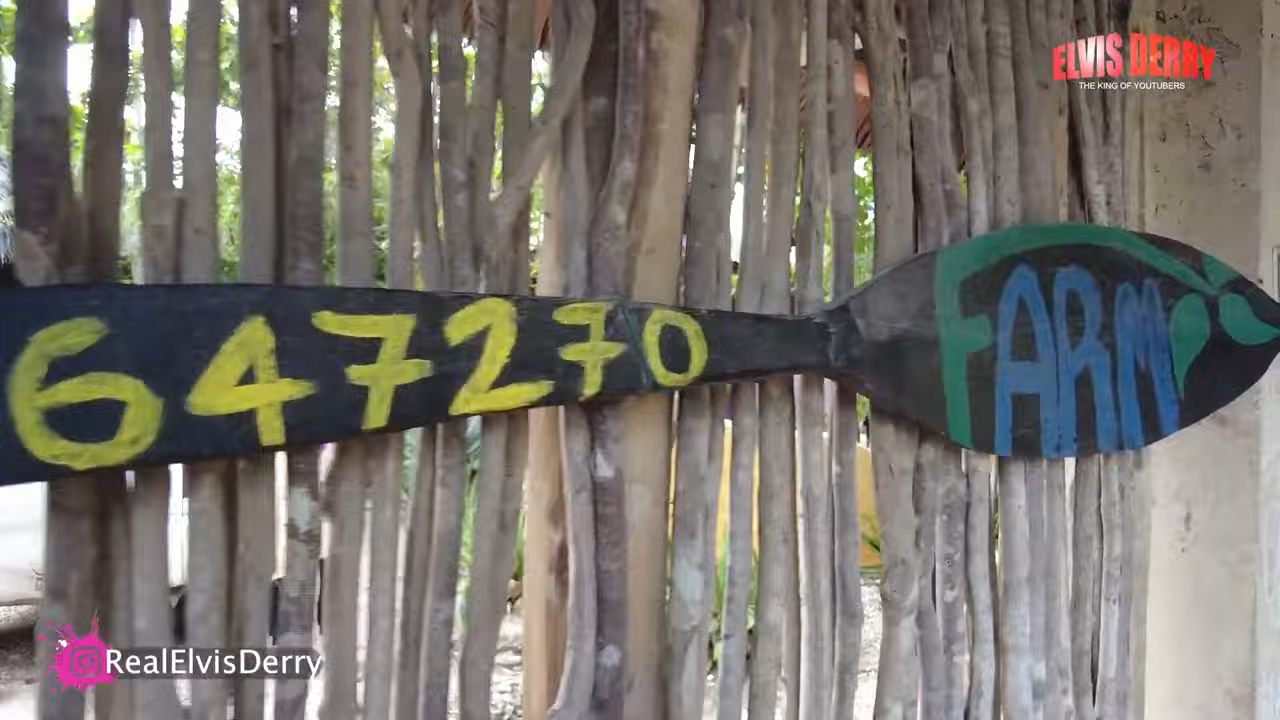 ELVIS DERRY
THE KING OF YOUTUBERS
647270
FARM
RealElvisDerry